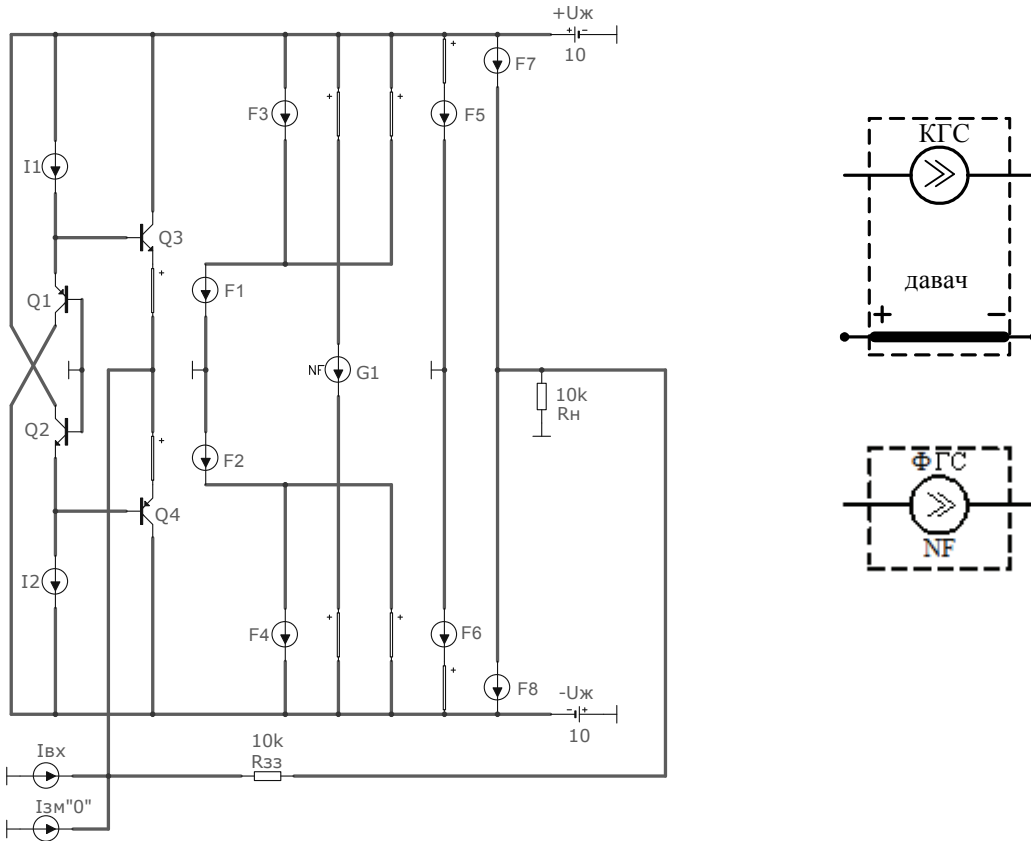 +Uж
+ -
10
F7
F3
F5
I1
Q3
Q1
F1
NF
G1
10k
Rн
Q2
F2
Q4
I2
F4
F6
F8
-Uж
- +
10
10k
Rзз
Iвх
Iзм"0"
КГС
давач
+ −
ФГС
NF